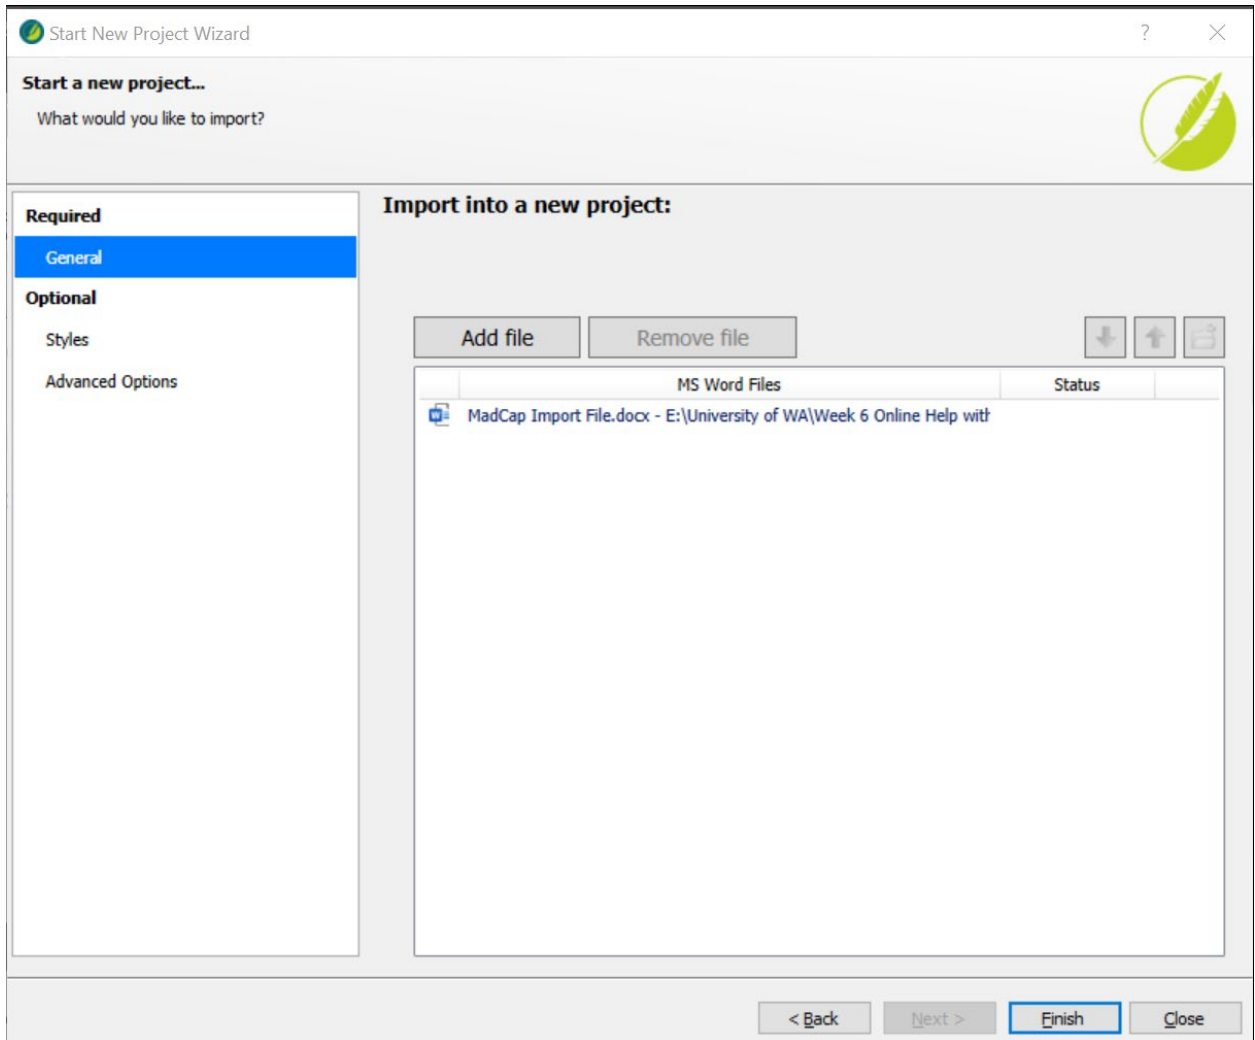 Start New Project Wizard
Start a new project...
What would you like to import?
Required
General
Optional
Styles
Advanced Options
Import into a new project:
Add file Remove file
MS Word Files Status
MadCap Import File.docx - E:\University of WA\Week 6 Online Help with
< Back Next > Finish Close